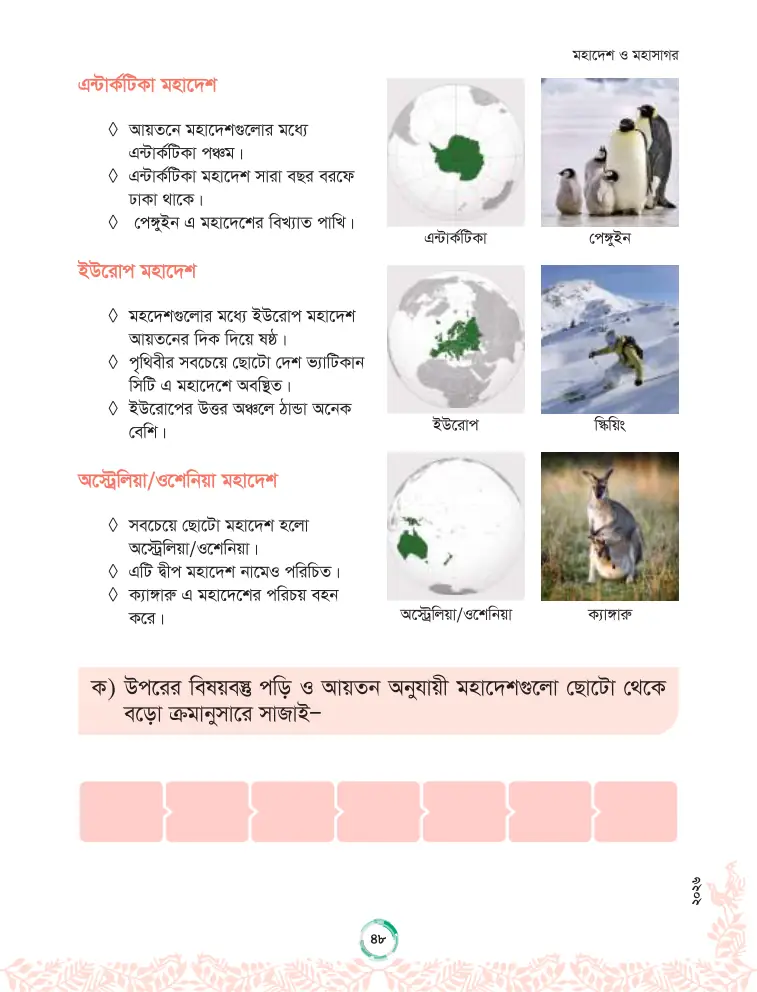 মহাদেশ ও মহাসাগর
এন্টার্কটিকা মহাদেশ
◊ আয়তনে মহাদেশগুলোর মধ্যে
এন্টার্কটিকা পঞ্চম।
◊ এন্টার্কটিকা মহাদেশ সারা বছর বরফে
ঢাকা থাকে।
◊ পেঙ্গুইন এ মহাদেশের বিখ্যাত পাখি।
এন্টার্কটিকা
পেঙ্গুইন
ইউরোপ মহাদেশ
◊ মহদেশগুলোর মধ্যে ইউরোপ মহাদেশ
আয়তনের দিক দিয়ে ষষ্ঠ।
◊ পৃথিবীর সবচেয়ে ছোটো দেশ ভ্যাটিকান
সিটি এ মহাদেশে অবস্থিত।
◊ ইউরোপের উত্তর অঞ্চলে ঠান্ডা অনেক
বেশি।
ইউরোপ
স্কিয়িং
অস্ট্রেলিয়া/ওশেনিয়া মহাদেশ
◊ সবচেয়ে ছোটো মহাদেশ হলো
অস্ট্রেলিয়া/ওশেনিয়া।
◊ এটি দ্বীপ মহাদেশ নামেও পরিচিত।
◊ ক্যাঙ্গারু এ মহাদেশের পরিচয় বহন
করে।
অস্ট্রেলিয়া/ওশেনিয়া
ক্যাঙ্গারু
ক) উপরের বিষয়বস্তু পড়ি ও আয়তন অনুযায়ী মহাদেশগুলো ছোটো থেকে
বড়ো ক্রমানুসারে সাজাই–
২০২৬
৪৮